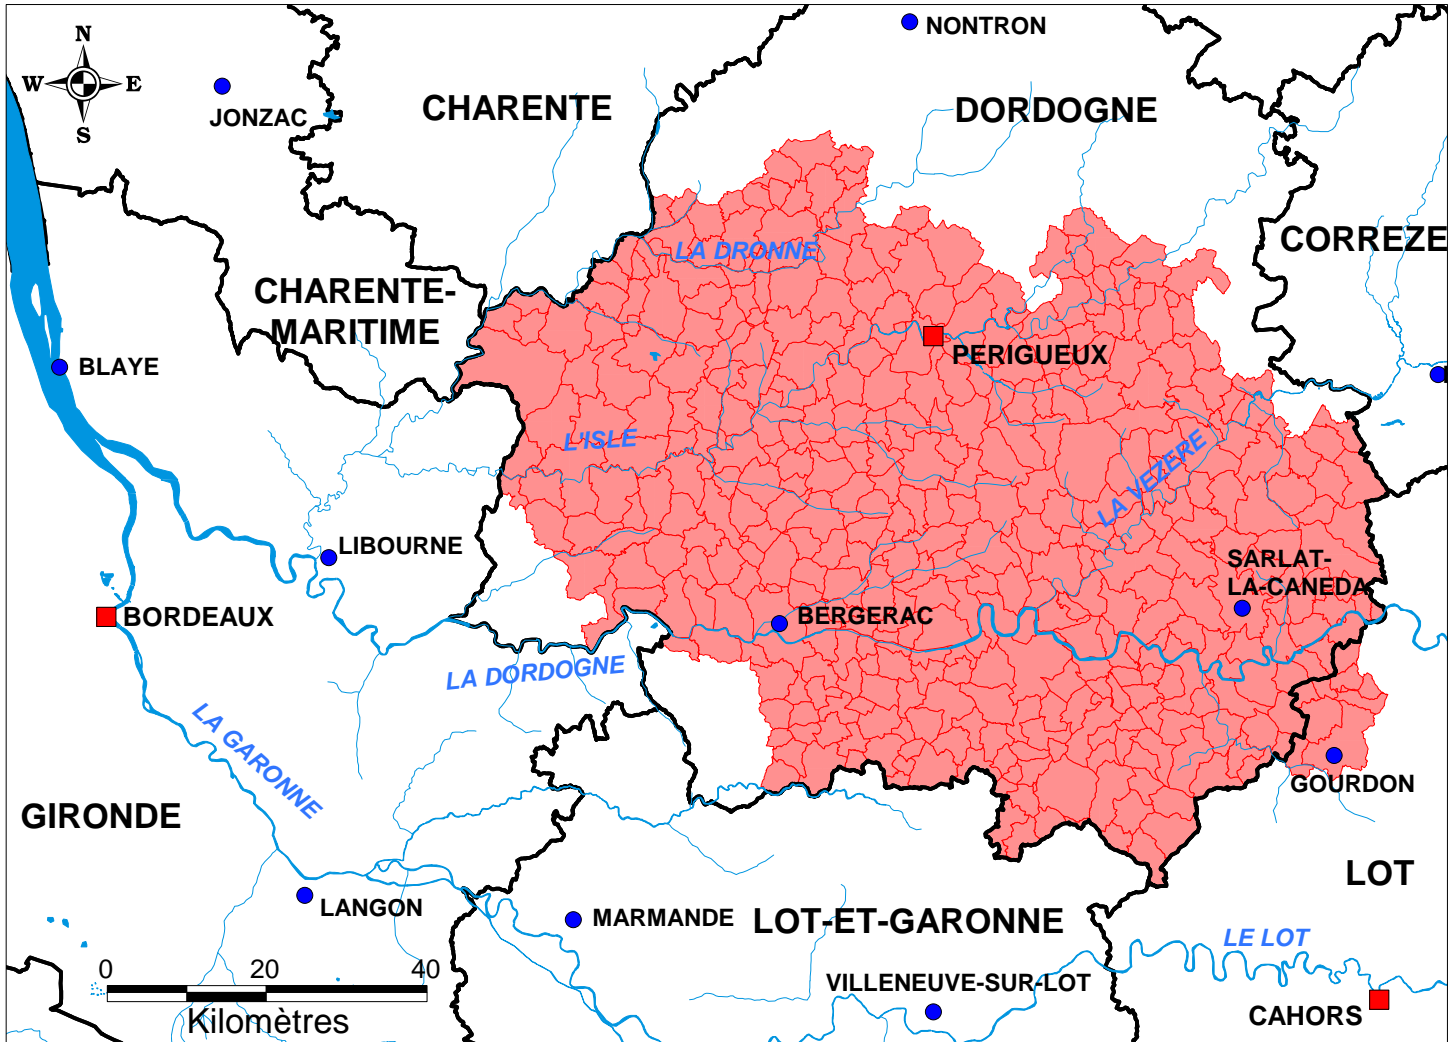 N
W
E
S
NONTRON
JONZAC
CHARENTE
DORDOGNE
CORREZE
LA DRONNE
CHARENTE-
MARITIME
PERIGUEUX
BLAYE
L'ISLE
LA VEZERE
LIBOURNE
SARLAT-
LA-CANEDA
BORDEAUX
BERGERAC
LA DORDOGNE
LA GARONNE
GOURDON
GIRONDE
LOT
LANGON
MARMANDE
LOT-ET-GARONNE
LE LOT
0 20 40
Kilomètres
VILLENEUVE-SUR-LOT
CAHORS